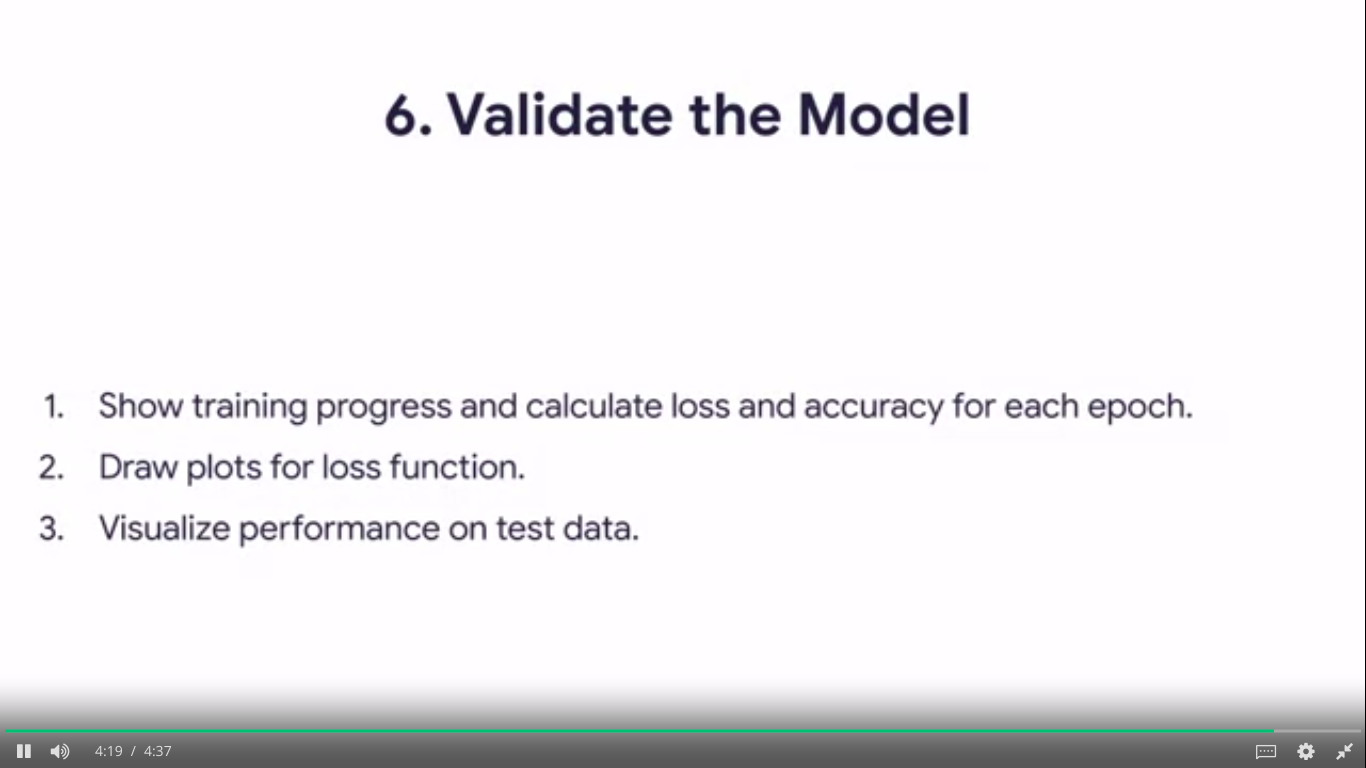 6. Validate the Model
1. Show training progress and calculate loss and accuracy for each epoch.
2. Draw plots for loss function.
3. Visualize performance on test data.
4:19 / 4:37